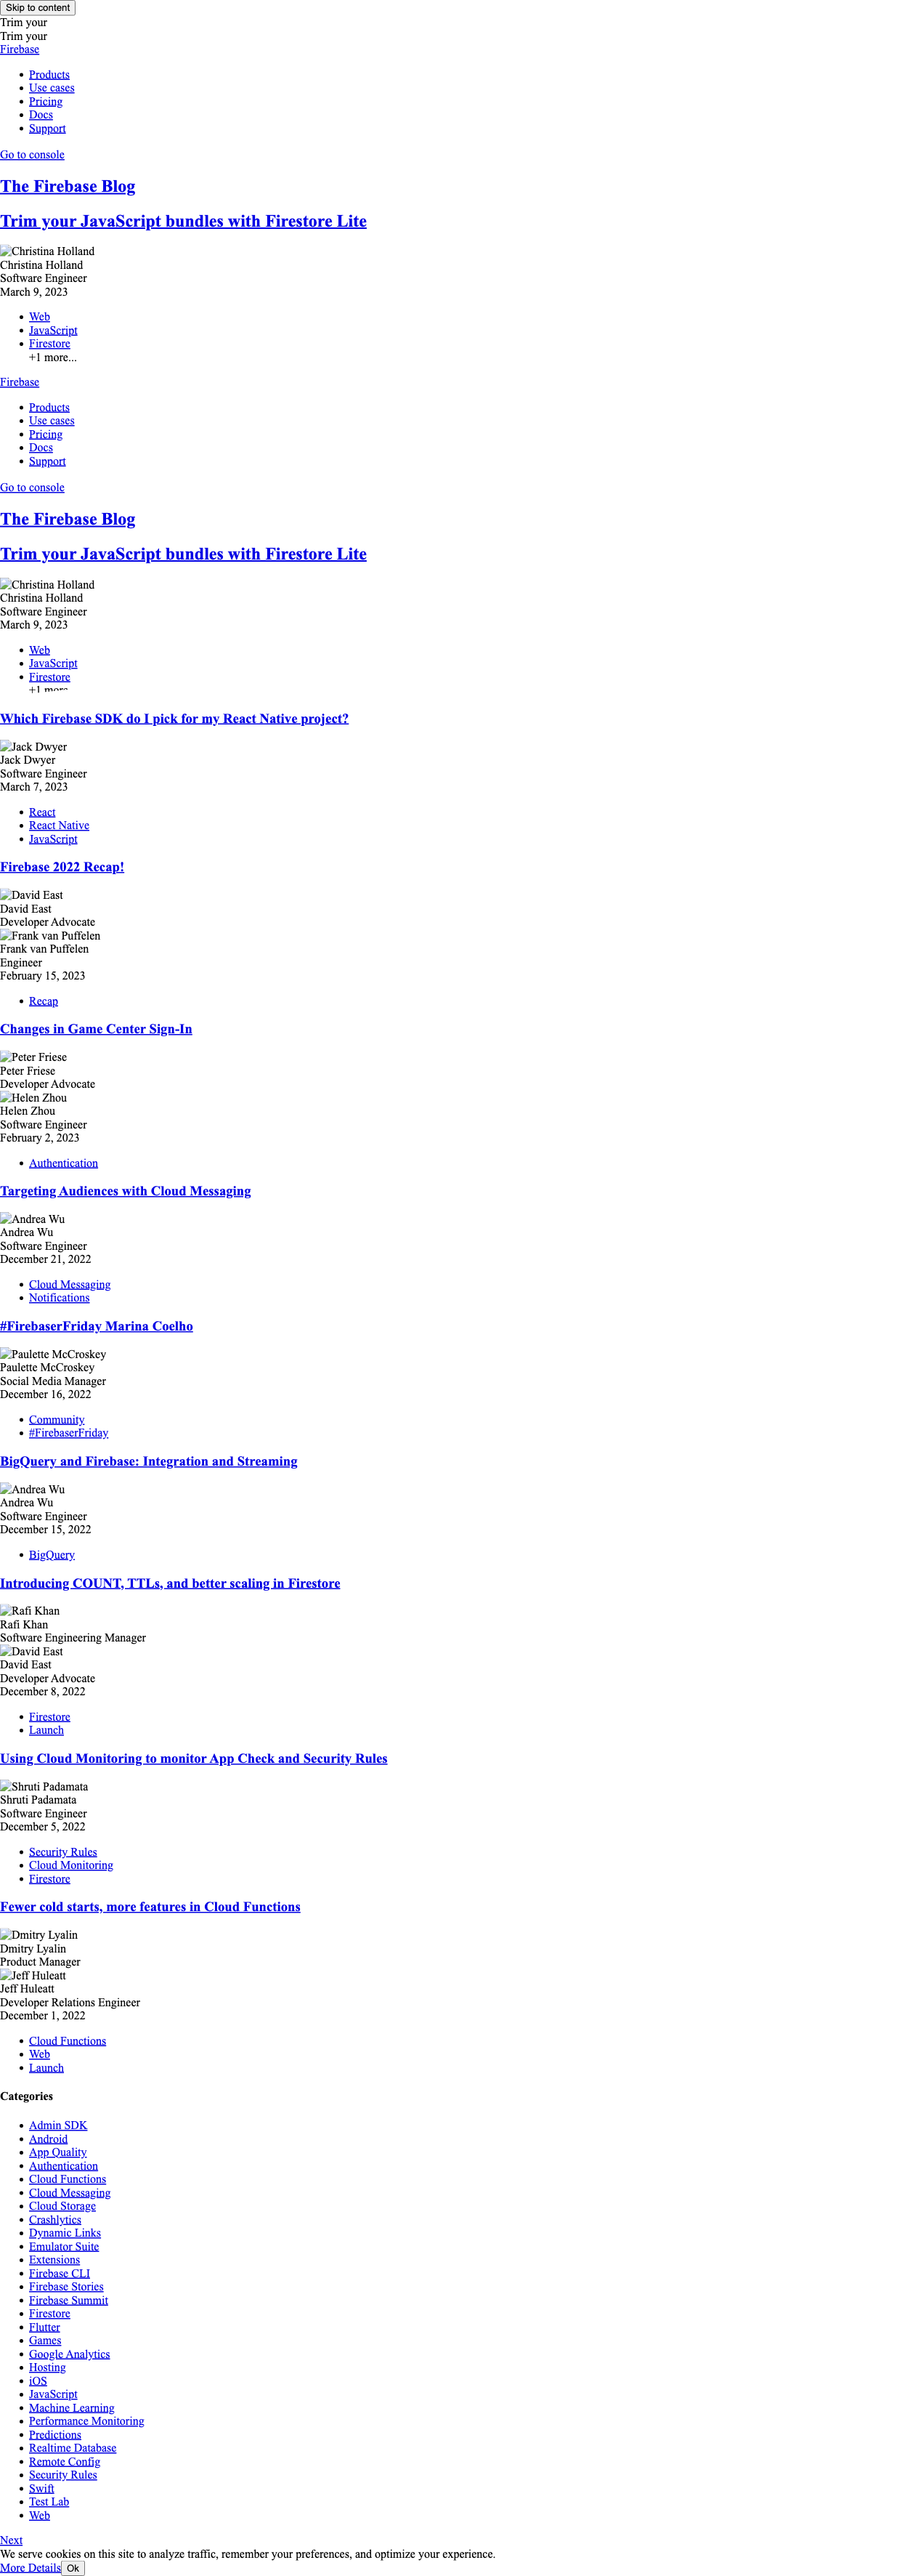 Skip to content
Trim your
Trim your
Firebase
Products
Use cases
Pricing
Docs
Support
Go to console
The Firebase Blog
Trim your JavaScript bundles with Firestore Lite
Christina Holland
Christina Holland
Software Engineer
March 9, 2023
Web
JavaScript
Firestore
+1 more...
Firebase
Products
Use cases
Pricing
Docs
Support
Go to console
The Firebase Blog
Trim your JavaScript bundles with Firestore Lite
Christina Holland
Christina Holland
Software Engineer
March 9, 2023
Web
JavaScript
Firestore
+1 more
Which Firebase SDK do I pick for my React Native project?
Jack Dwyer
Jack Dwyer
Software Engineer
March 7, 2023
React
React Native
JavaScript
Firebase 2022 Recap!
David East
David East
Developer Advocate
Frank van Puffelen
Frank van Puffelen
Engineer
February 15, 2023
Recap
Changes in Game Center Sign-In
Peter Friese
Peter Friese
Developer Advocate
Helen Zhou
Helen Zhou
Software Engineer
February 2, 2023
Authentication
Targeting Audiences with Cloud Messaging
Andrea Wu
Andrea Wu
Software Engineer
December 21, 2022
Cloud Messaging
Notifications
#FirebaserFriday Marina Coelho
Paulette McCroskey
Paulette McCroskey
Social Media Manager
December 16, 2022
Community
#FirebaserFriday
BigQuery and Firebase: Integration and Streaming
Andrea Wu
Andrea Wu
Software Engineer
December 15, 2022
BigQuery
Introducing COUNT, TTLs, and better scaling in Firestore
Rafi Khan
Rafi Khan
Software Engineering Manager
David East
David East
Developer Advocate
December 8, 2022
Firestore
Launch
Using Cloud Monitoring to monitor App Check and Security Rules
Shruti Padamata
Shruti Padamata
Software Engineer
December 5, 2022
Security Rules
Cloud Monitoring
Firestore
Fewer cold starts, more features in Cloud Functions
Dmitry Lyalin
Dmitry Lyalin
Product Manager
Jeff Huleatt
Jeff Huleatt
Developer Relations Engineer
December 1, 2022
Cloud Functions
Web
Launch
Categories
Admin SDK
Android
App Quality
Authentication
Cloud Functions
Cloud Messaging
Cloud Storage
Crashlytics
Dynamic Links
Emulator Suite
Extensions
Firebase CLI
Firebase Stories
Firebase Summit
Firestore
Flutter
Games
Google Analytics
Hosting
iOS
JavaScript
Machine Learning
Performance Monitoring
Predictions
Realtime Database
Remote Config
Security Rules
Swift
Test Lab
Web
Next
We serve cookies on this site to analyze traffic, remember your preferences, and optimize your experience.
More Details Ok